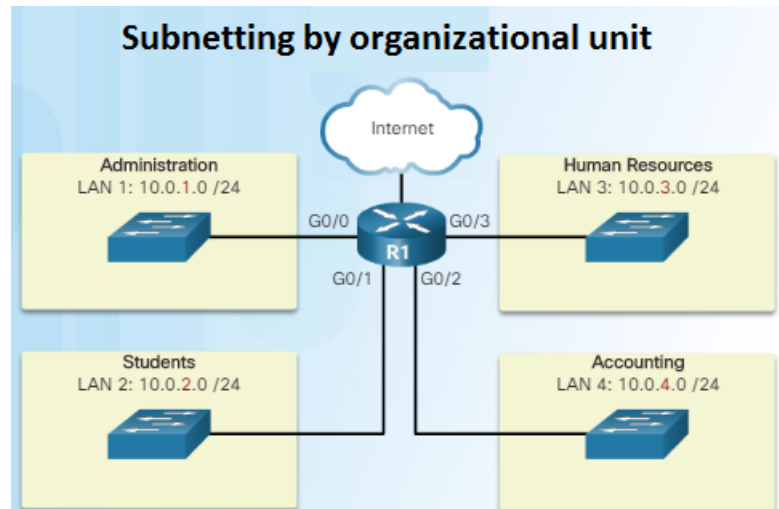 Subnetting by organizational unit
Internet
Administration
LAN 1: 10.0.1.0 /24
Human Resources
LAN 3: 10.0.3.0 /24
G0/0
G0/3
R1
G0/1
G0/2
Students
LAN 2: 10.0.2.0 /24
Accounting
LAN 4: 10.0.4.0 /24